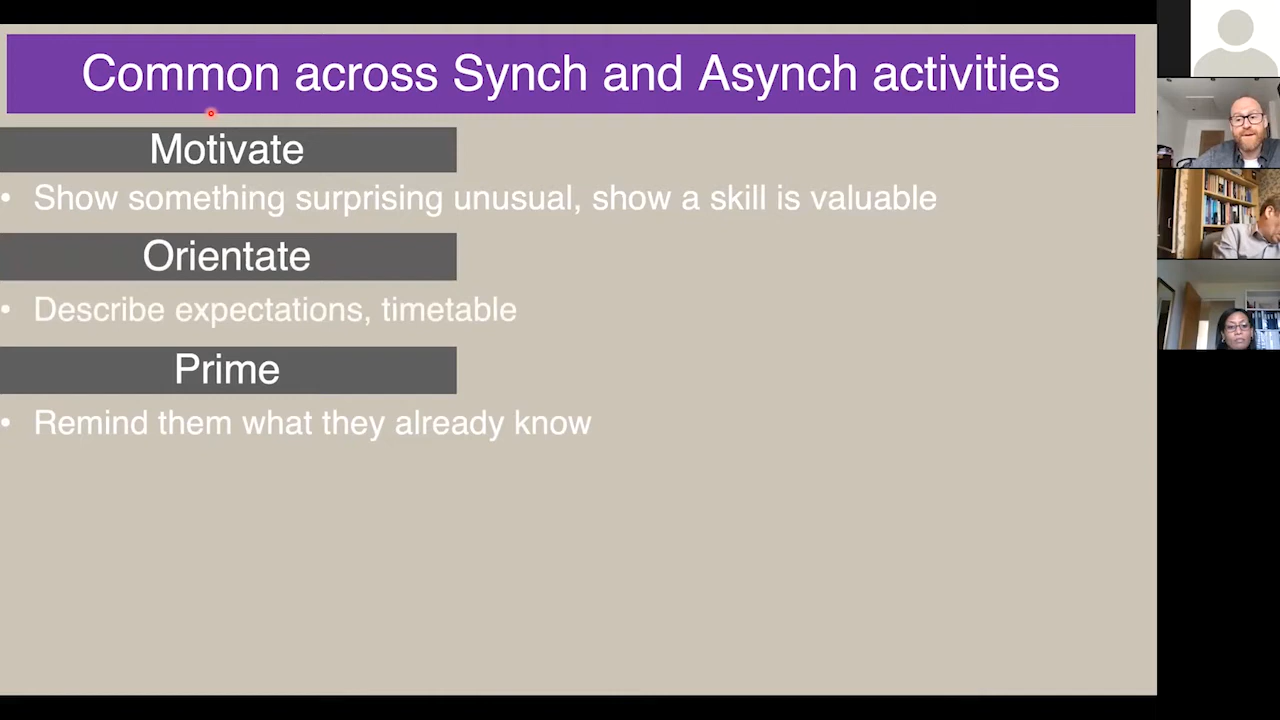 Common across Synch and Asynch activities
Motivate
• Show something surprising unusual, show a skill is valuable
Orientate
• Describe expectations, timetable
Prime
• Remind them what they already know